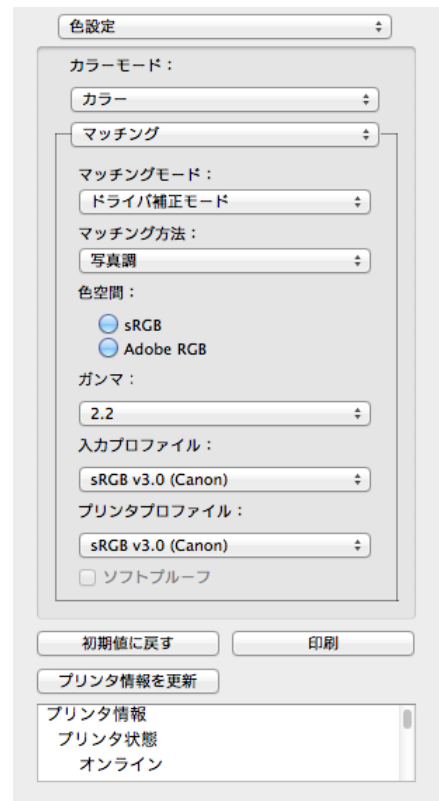 色設定
カラーモード：
カラー
マッチング
マッチングモード：
ドライバ補正モード
マッチング方法：
写真調
色空間：
sRGB
Adobe RGB
ガンマ：
2.2
入力プロファイル：
sRGB v3.0 (Canon)
プリンタプロファイル：
sRGB v3.0 (Canon)
ソフトプルーフ
初期値に戻す 印刷
プリンタ情報を更新
プリンタ情報
プリンタ状態
オンライン